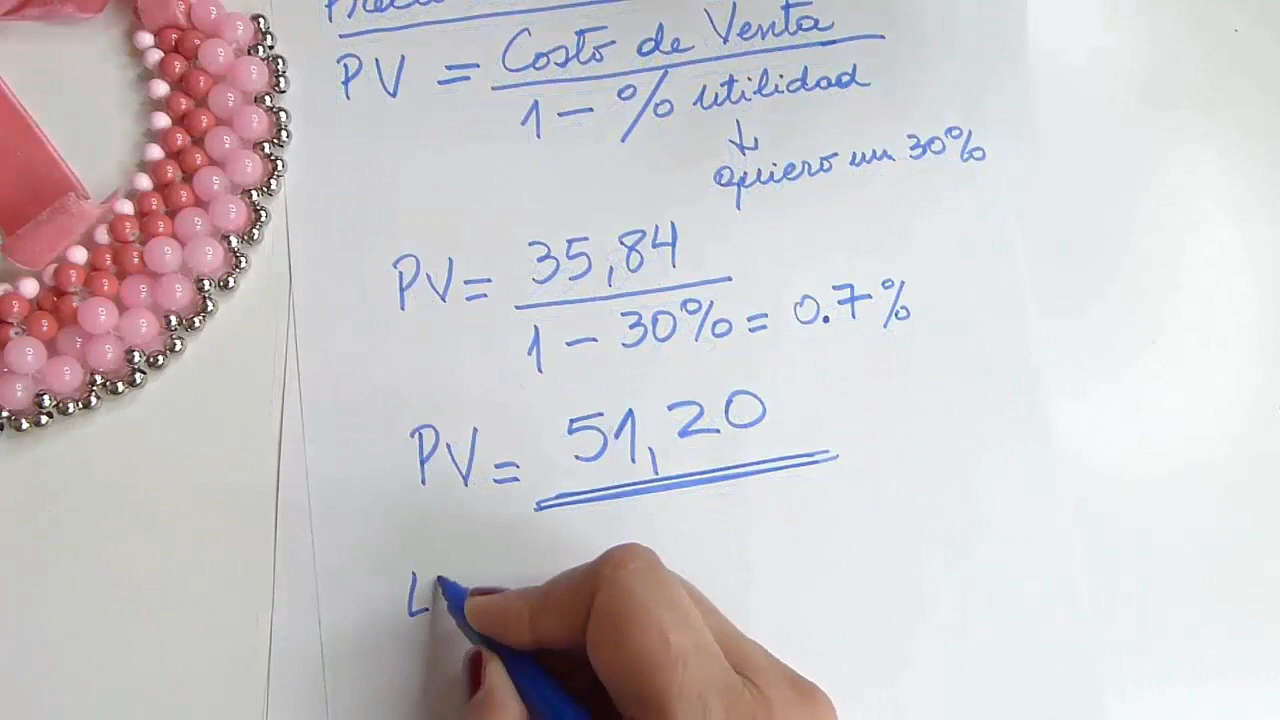 PV = Costo de Venta
1 - % utilidad
↓
quiero un 30%
PV = 35,84
1 - 30% = 0.7%
PV = 51,20
L